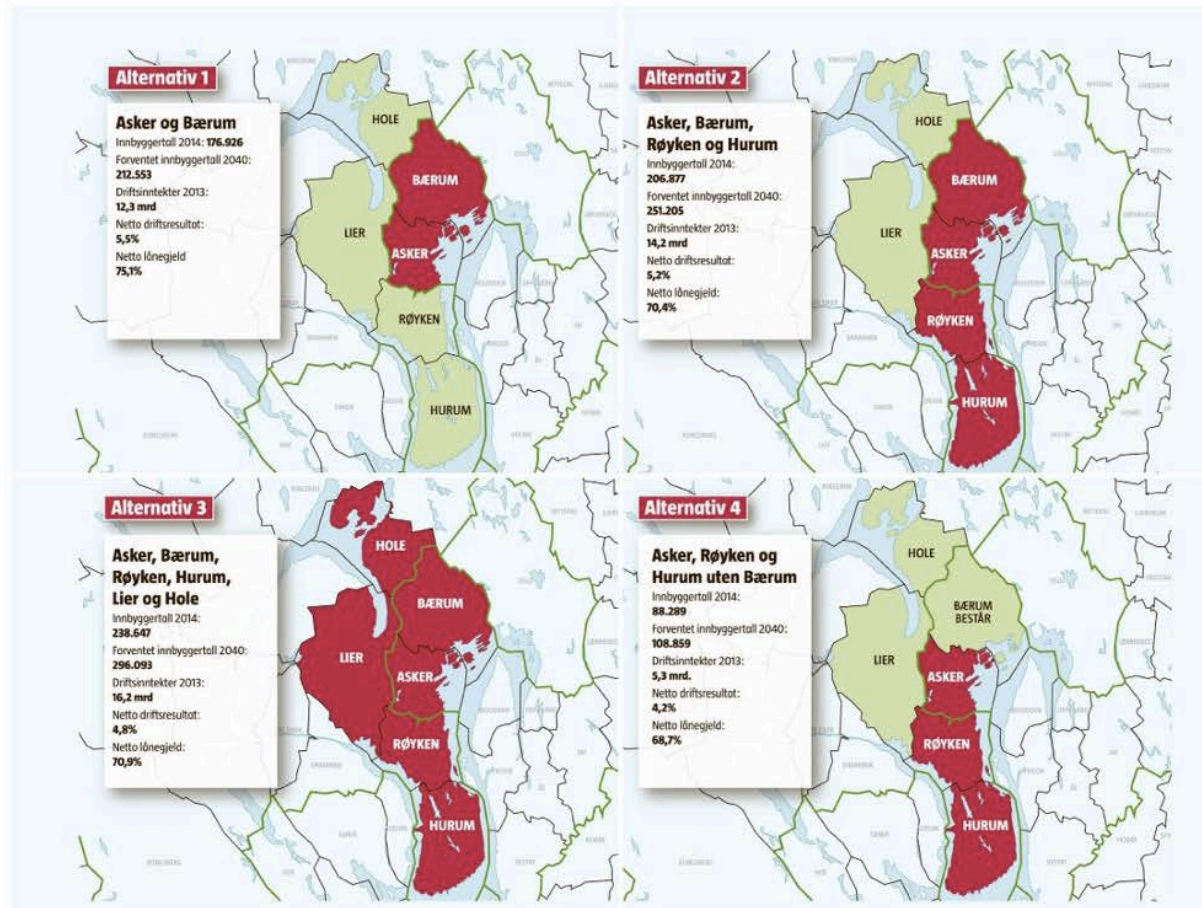 Alternativ 1
Asker og Bærum
Innbyggertall 2014: 176.926
Forventet innbyggertall 2040:
212.553
Driftsinntekter 2013:
12,3 mrd
Netto driftsresultat:
5,5%
Netto lånegjeld
75,1%
HOLE
BÆRUM
LIER
ASKER
RØYKEN
HURUM
Alternativ 2
Asker, Bærum,
Røyken og Hurum
Innbyggertall 2014:
206.877
Forventet innbyggertall 2040:
251.205
Driftsinntekter 2013:
14,2 mrd
Netto driftsresultat:
5,2%
Netto lånegjeld:
70,4%
HOLE
BÆRUM
LIER
ASKER
RØYKEN
HURUM
Alternativ 3
Asker, Bærum,
Røyken, Hurum,
Lier og Hole
Innbyggertall 2014:
238.647
Forventet innbyggertall 2040:
296.093
Driftsinntekter 2013:
16,2 mrd
Netto driftsresultat:
4,8%
Netto lånegjeld:
70,9%
HOLE
BÆRUM
LIER
ASKER
RØYKEN
HURUM
Alternativ 4
Asker, Røyken og
Hurum uten Bærum
Innbyggertall 2014:
88.289
Forventet innbyggertall 2040:
108.859
Driftsinntekter 2013:
5,3 mrd.
Netto driftsresultat:
4,2%
Netto lånegjeld:
68,7%
HOLE
BÆRUM
BESTÅR
LIER
ASKER
RØYKEN
HURUM